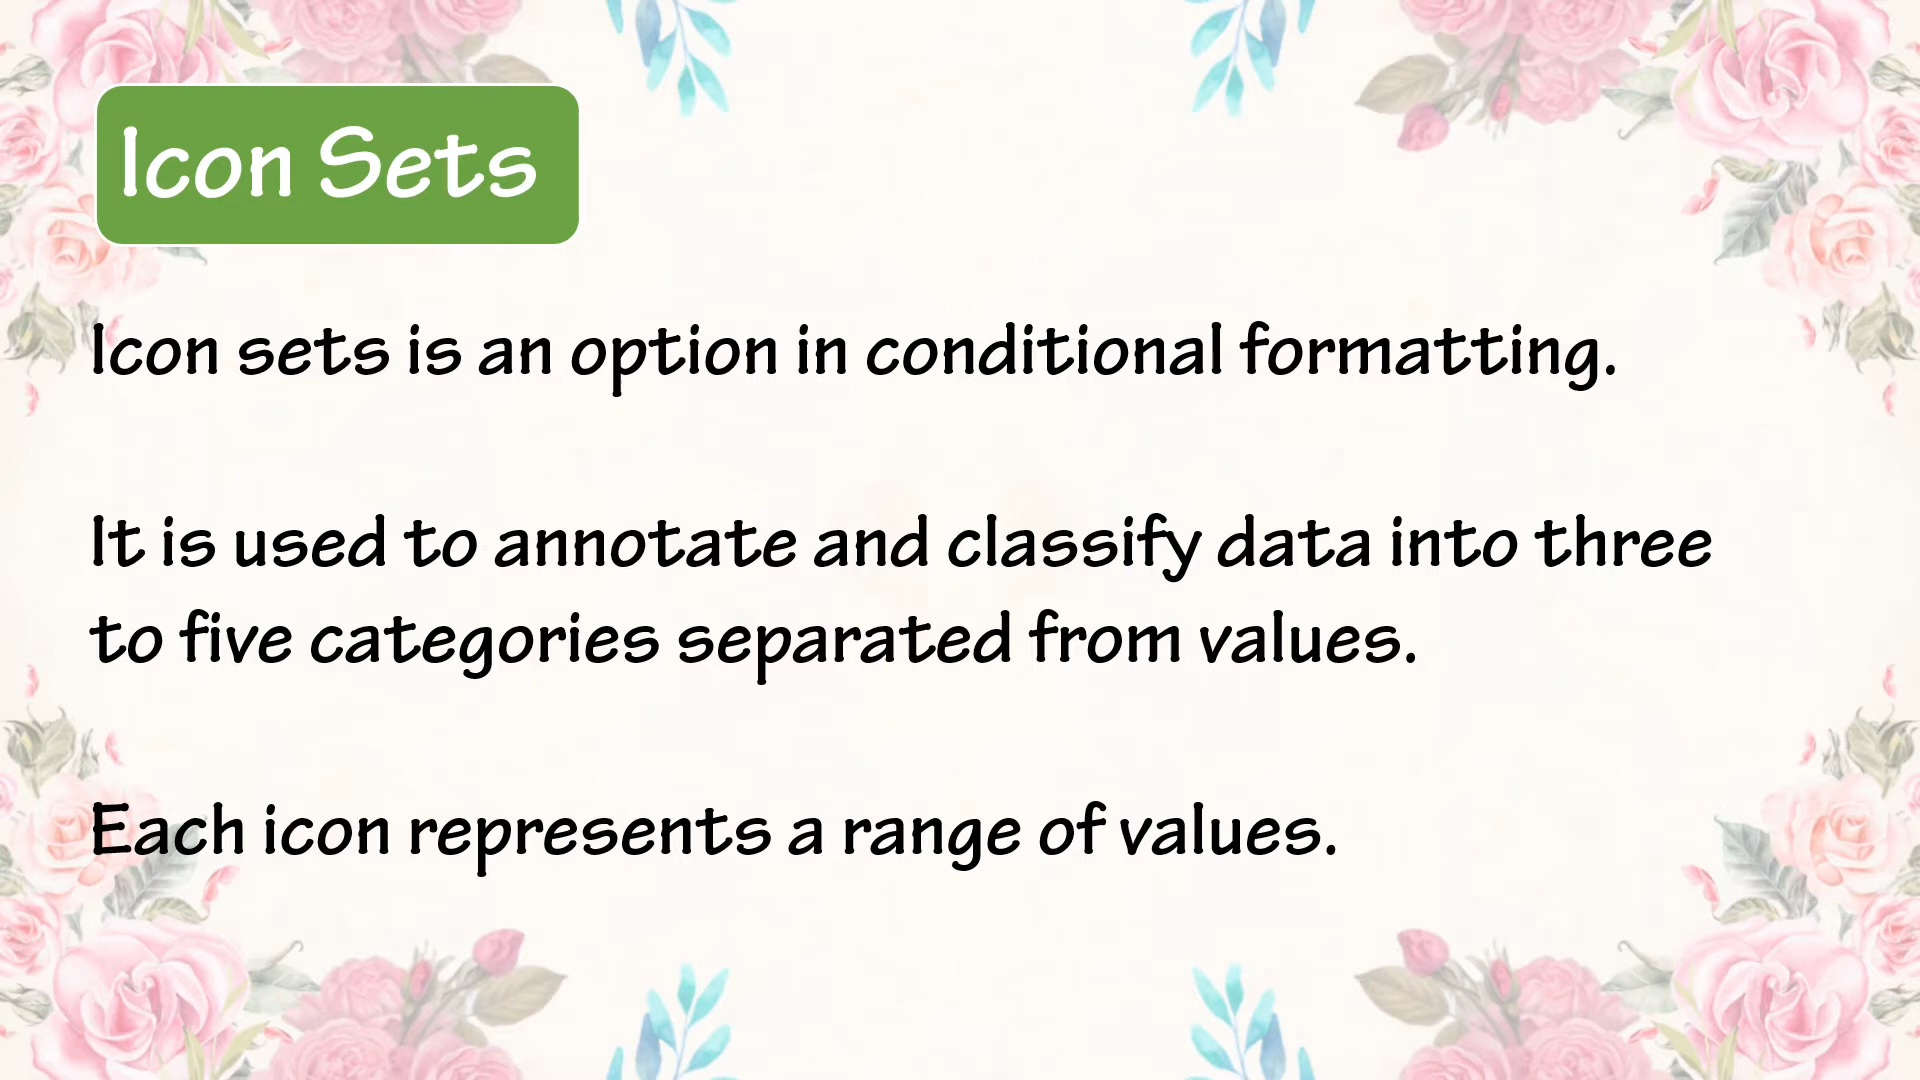 Icon Sets
Icon sets is an option in conditional formatting.
It is used to annotate and classify data into three
to five categories separated from values.
Each icon represents a range of values.